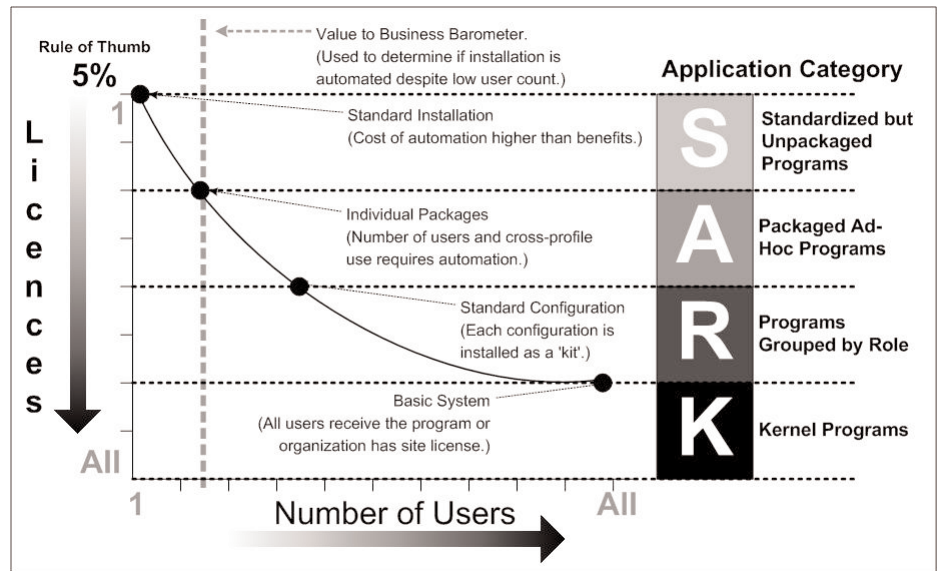 Rule of Thumb
5%
Value to Business Barometer.
(Used to determine if installation is
automated despite low user count.)
Application Category
1
Licences
Standard Installation
(Cost of automation higher than benefits.)
S
Standardized but
Unpackaged
Programs
Individual Packages
(Number of users and cross-profile
use requires automation.)
A
Packaged Ad-
Hoc Programs
Standard Configuration
(Each configuration is
installed as a 'kit'.)
R
Programs
Grouped by Role
Basic System
(All users receive the program or
organization has site license.)
K
Kernel Programs
All
1
Number of Users
All